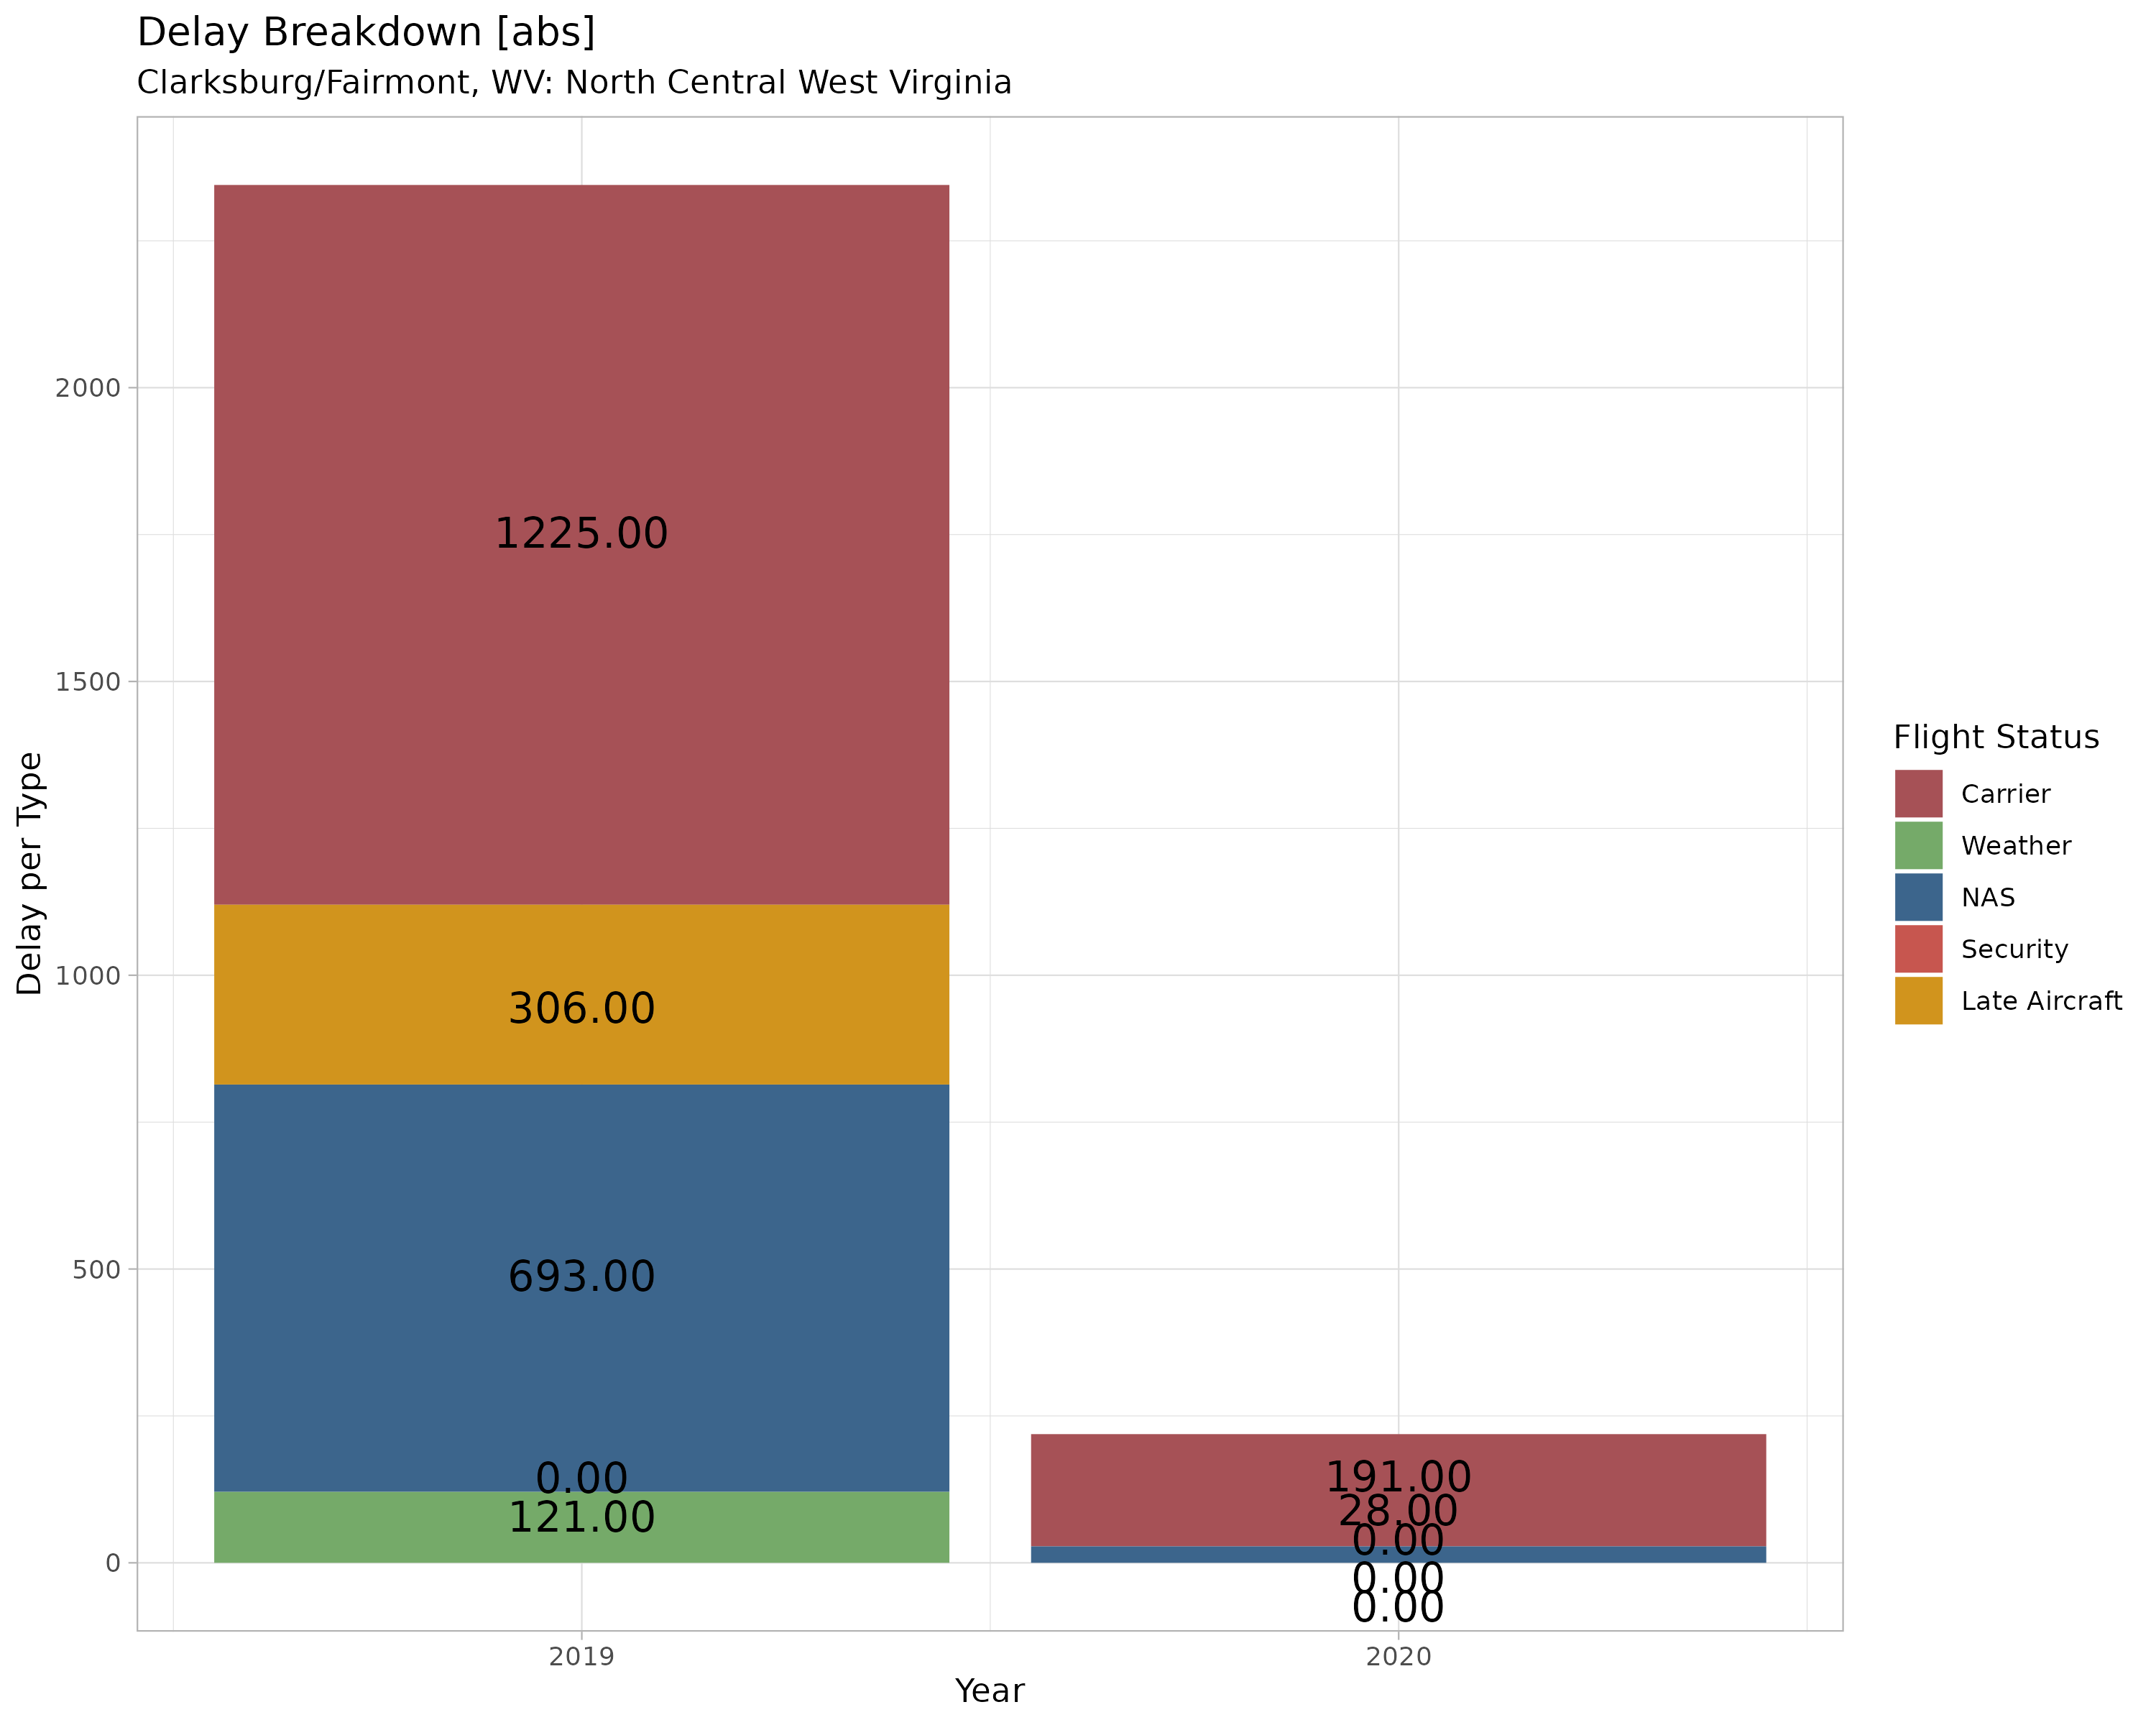 Delay Breakdown [abs]
Clarksburg/Fairmont, WV: North Central West Virginia
Delay per Type
2000
1500
1000
500
0
1225.00
306.00
693.00
0.00
121.00
191.00
28.00
0.00
0.00
0.00
2019
2020
Year
Flight Status
Carrier
Weather
NAS
Security
Late Aircraft